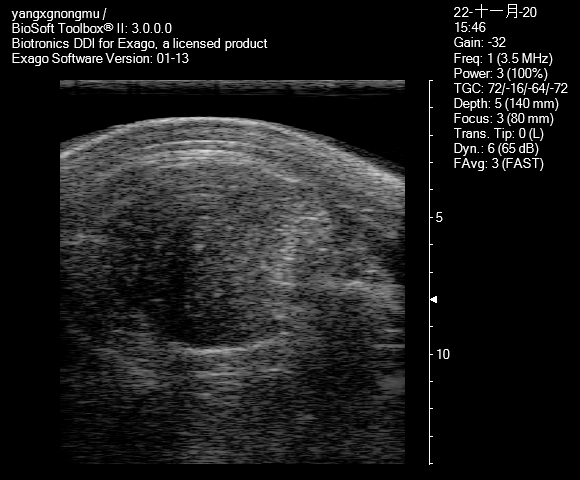 yangxgnongmu /
BioSoft Toolbox® II: 3.0.0.0
Biotronics DDI for Exago, a licensed product
Exago Software Version: 01-13
22-十一月-20
15:46
Gain: -32
Freq: 1 (3.5 MHz)
Power: 3 (100%)
TGC: 72/-16/-64/-72
Depth: 5 (140 mm)
Focus: 3 (80 mm)
Trans. Tip: 0 (L)
Dyn.: 6 (65 dB)
FAvg: 3 (FAST)
5
10